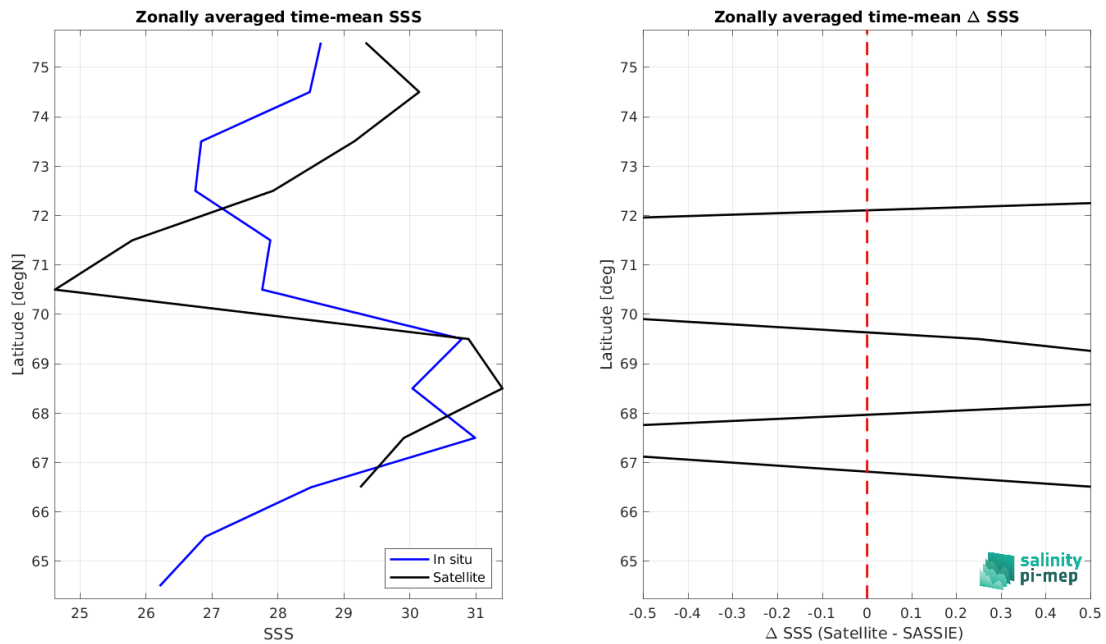 Zonally averaged time-mean SSS
75
74
73
72
71
70
69
68
67
66
65
Latitude [degN]
In situ
Satellite
25 26 27 28 29 30 31
SSS
Zonally averaged time-mean Δ SSS
75
74
73
72
71
70
69
68
67
66
65
Latitude [deg]
salinity
pi-mep
-0.5 -0.4 -0.3 -0.2 -0.1 0 0.1 0.2 0.3 0.4 0.5
Δ SSS (Satellite - SASSIE)